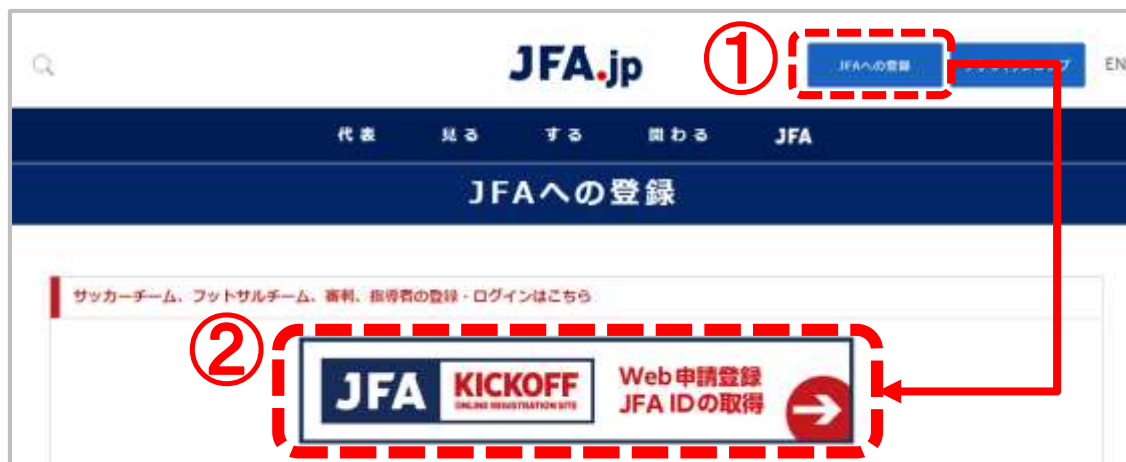 JFA.jp
①
JFAへの登録
EN
代表 見る する 関わる JFA
JFAへの登録
サッカーチーム、フットサルチーム、審判、指導者の登録・ログインはこちら
②
JFA KICKOFF
ONLINE REGISTRATION SITE
Web申請登録
JFA IDの取得